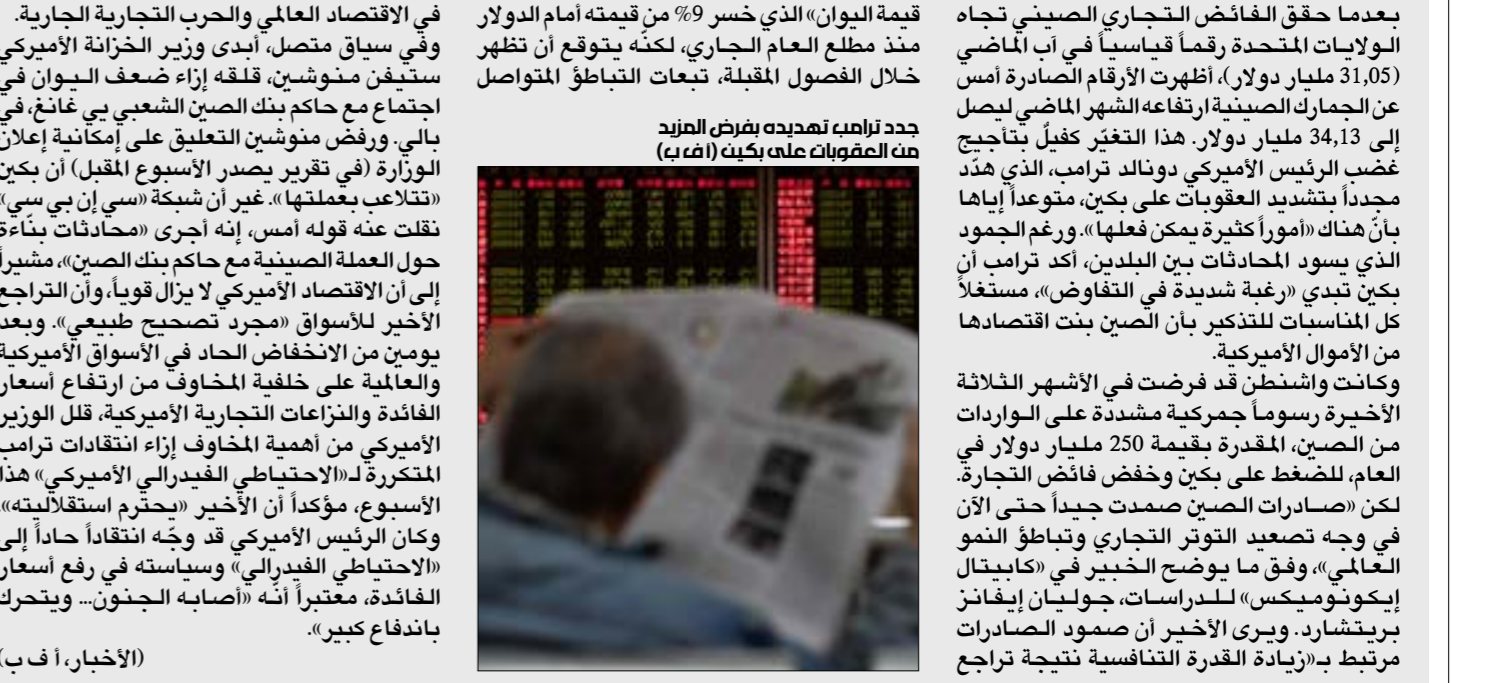 بعدما حقق الفائض التجاري الصيني تجاه
الولايات المتحدة رقماً قياسياً في آب الماضي
(31,05 مليار دولار)، أظهرت الأرقام الصادرة أمس
عن الجمارك الصينية ارتفاعه الشهر الماضي ليصل
إلى 34,13 مليار دولار. هذا التغيّر كفيلٌ بتأجيج
غضب الرئيس الأميركي دونالد ترامب، الذي هدّد
مجدداً بتشديد العقوبات على بكين، متوعداً إياها
بأنّ هناك «أموراً كثيرة يمكن فعلها». ورغم الجمود
الذي يسود المحادثات بين البلدين، أكد ترامب أن
بكين تبدي «رغبة شديدة في التفاوض»، مستغلاً
كل المناسبات للتذكير بأن الصين بنت اقتصادها
من الأموال الأميركية.
وكانت واشنطن قد فرضت في الأشهر الثلاثة
الأخيرة رسوماً جمركية مشددة على الواردات
من الصين، المقدرة بقيمة 250 مليار دولار في
العام، للضغط على بكين وخفض فائض التجارة.
لكن «صادرات الصين صمدت جيداً حتى الآن
في وجه تصعيد التوتر التجاري وتباطؤ النمو
العالمي»، وفق ما يوضح الخبير في «كابيتال
إيكونوميكس» للدراسات، جوليان إيفانز
بريتشارد. ويرى الأخير أن صمود الصادرات
مرتبط بـ«زيادة القدرة التنافسية نتيجة تراجع
قيمة اليوان» الذي خسر 9% من قيمته أمام الدولار
منذ مطلع العام الجاري، لكنّه يتوقع أن تظهر
خلال الفصول المقبلة، تبعات التباطؤ المتواصل
جدد ترامب تهديده بفرض المزيد
من العقوبات على بكين (أ ف ب)
في الاقتصاد العالمي والحرب التجارية الجارية.
وفي سياق متصل، أبدى وزير الخزانة الأميركي
ستيفن منوشين، قلقه إزاء ضعف اليوان في
اجتماع مع حاكم بنك الصين الشعبي يي غانغ، في
بالي. ورفض منوشين التعليق على إمكانية إعلان
الوزارة (في تقرير يصدر الأسبوع المقبل) أن بكين
«تتلاعب بعملتها». غير أن شبكة «سي إن بي سي»
نقلت عنه قوله أمس، إنه أجرى «محادثات بنّاءة
حول العملة الصينية مع حاكم بنك الصين»، مشيراً
إلى أن الاقتصاد الأميركي لا يزال قوياً، وأن التراجع
الأخير للأسواق «مجرد تصحيح طبيعي». وبعد
يومين من الانخفاض الحاد في الأسواق الأميركية
والعالمية على خلفية المخاوف من ارتفاع أسعار
الفائدة والنزاعات التجارية الأميركية، قلل الوزير
الأميركي من أهمية المخاوف إزاء انتقادات ترامب
المتكررة لـ«الاحتياطي الفيدرالي الأميركي» هذا
الأسبوع، مؤكداً أن الأخير «يحترم استقلاليته».
وكان الرئيس الأميركي قد وجّه انتقاداً حاداً إلى
«الاحتياطي الفيدرالي» وسياسته في رفع أسعار
الفائدة، معتبراً أنّه «أصابه الجنون... ويتحرك
باندفاع كبير».
(الأخبار، أ ف ب)